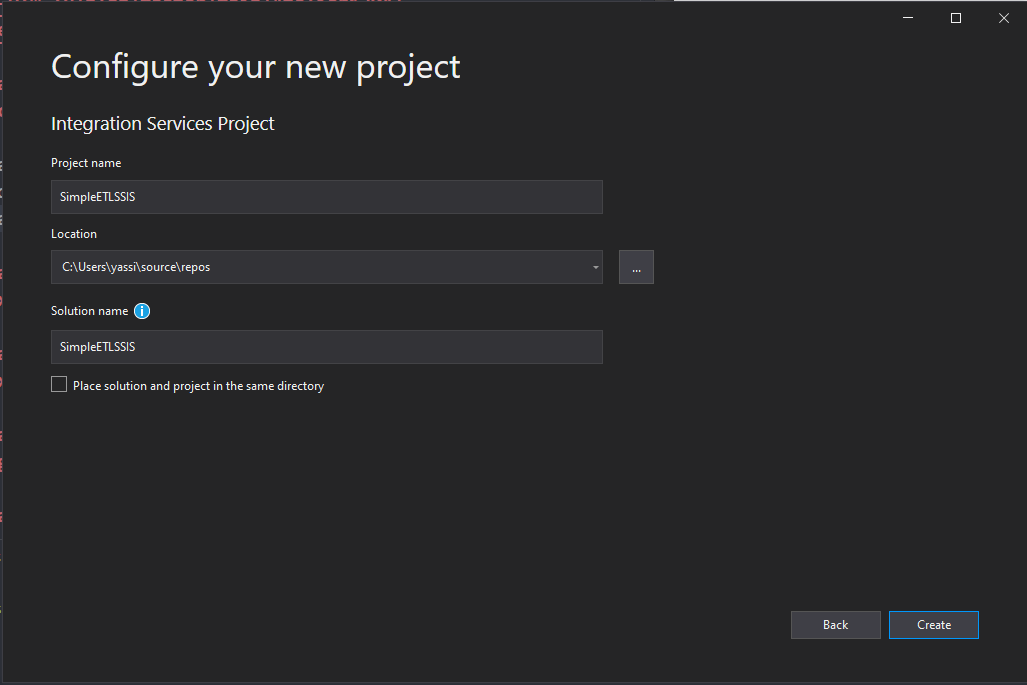 Configure your new project
Integration Services Project
Project name
SimpleETLSSIS
Location
C:\Users\yassi\source\repos
...
Solution name
i
SimpleETLSSIS
Place solution and project in the same directory
Back
Create